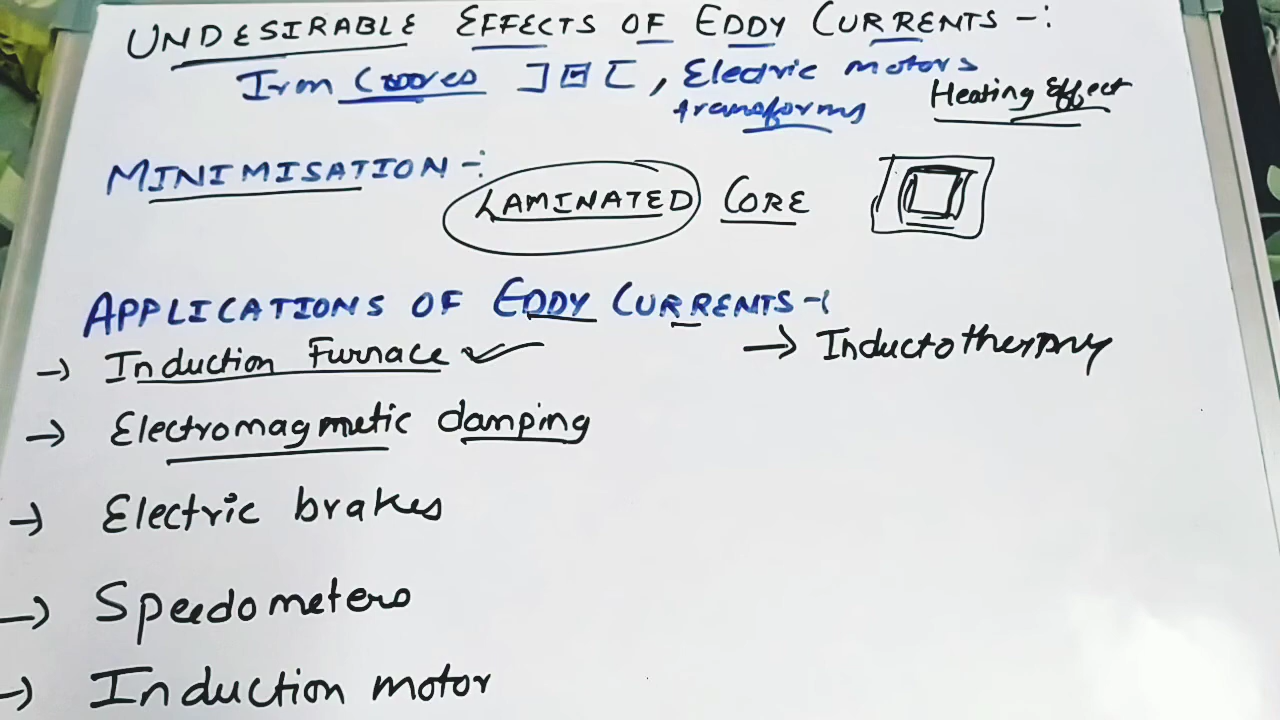 UNDESIRABLE EFFECTS OF EDDY CURRENTS -:
Iron Cores , Electric motors
transforms
Heating Effect
MINIMISATION -:
LAMINATED CORE
APPLICATIONS OF EDDY CURRENTS -:
→ Induction Furnace ✓
→ Inductotherapy
→ Electromagnetic damping
→ Electric brakes
→ Speedometers
→ Induction motor